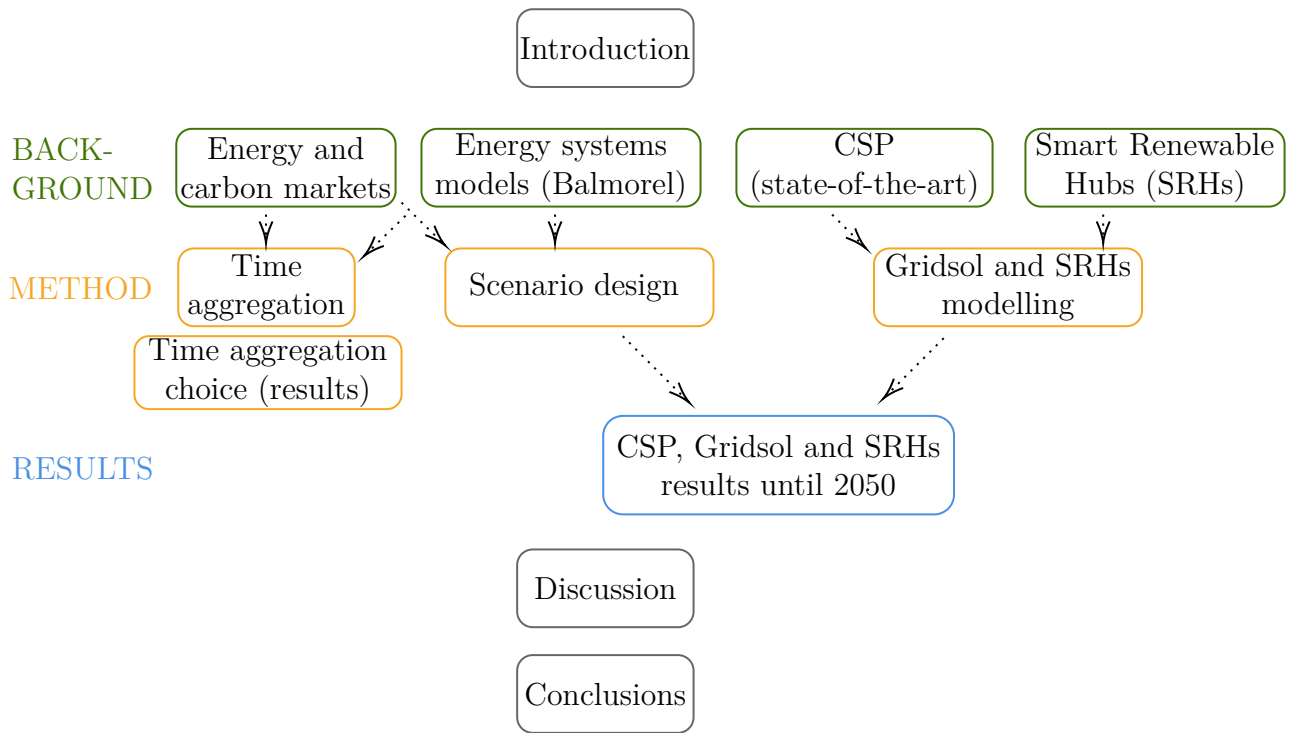 Introduction
BACK-
GROUND
Energy and
carbon markets
Energy systems
models (Balmorel)
CSP
(state-of-the-art)
Smart Renewable
Hubs (SRHs)
METHOD
Time
aggregation
Scenario design
Gridsol and SRHs
modelling
Time aggregation
choice (results)
RESULTS
CSP, Gridsol and SRHs
results until 2050
Discussion
Conclusions